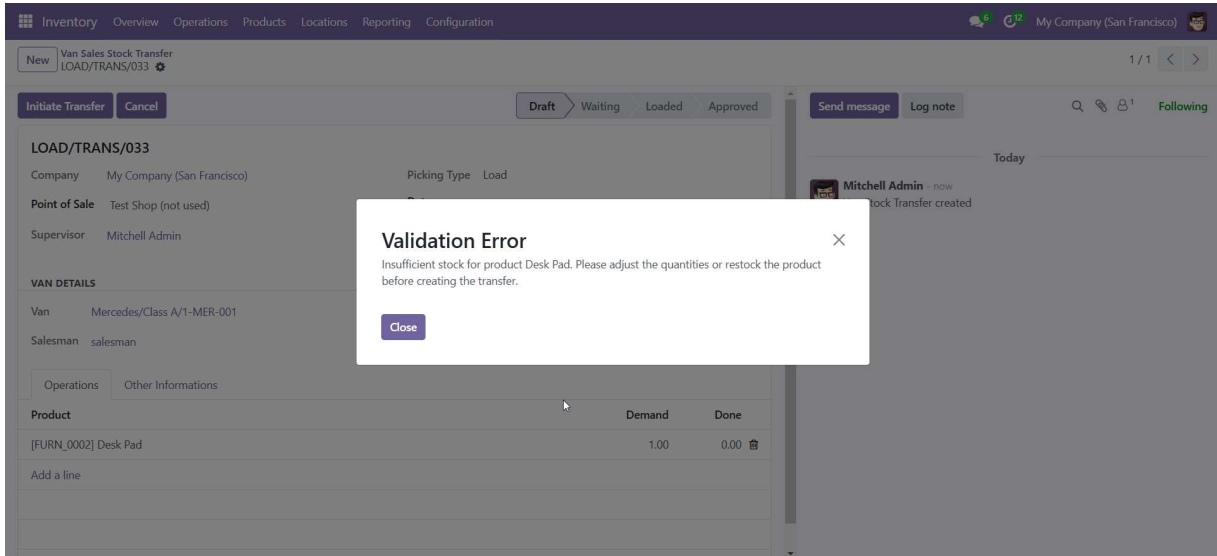 Inventory Overview Operations Products Locations Reporting Configuration 6 12 My Company (San Francisco)
New Van Sales Stock Transfer
LOAD/TRANS/033
1 / 1
Initiate Transfer Cancel Draft Waiting Loaded Approved
LOAD/TRANS/033
Company My Company (San Francisco) Picking Type Load
Point of Sale Test Shop (not used)
Supervisor Mitchell Admin
VAN DETAILS
Van Mercedes/Class A/1-MER-001
Salesman salesman
Operations Other Informations
Product Demand Done
[FURN_0002] Desk Pad 1.00 0.00
Add a line
Validation Error
Insufficient stock for product Desk Pad. Please adjust the quantities or restock the product
before creating the transfer.
Close
Send message Log note 1 Following
Today
Mitchell Admin - now
Stock Transfer created